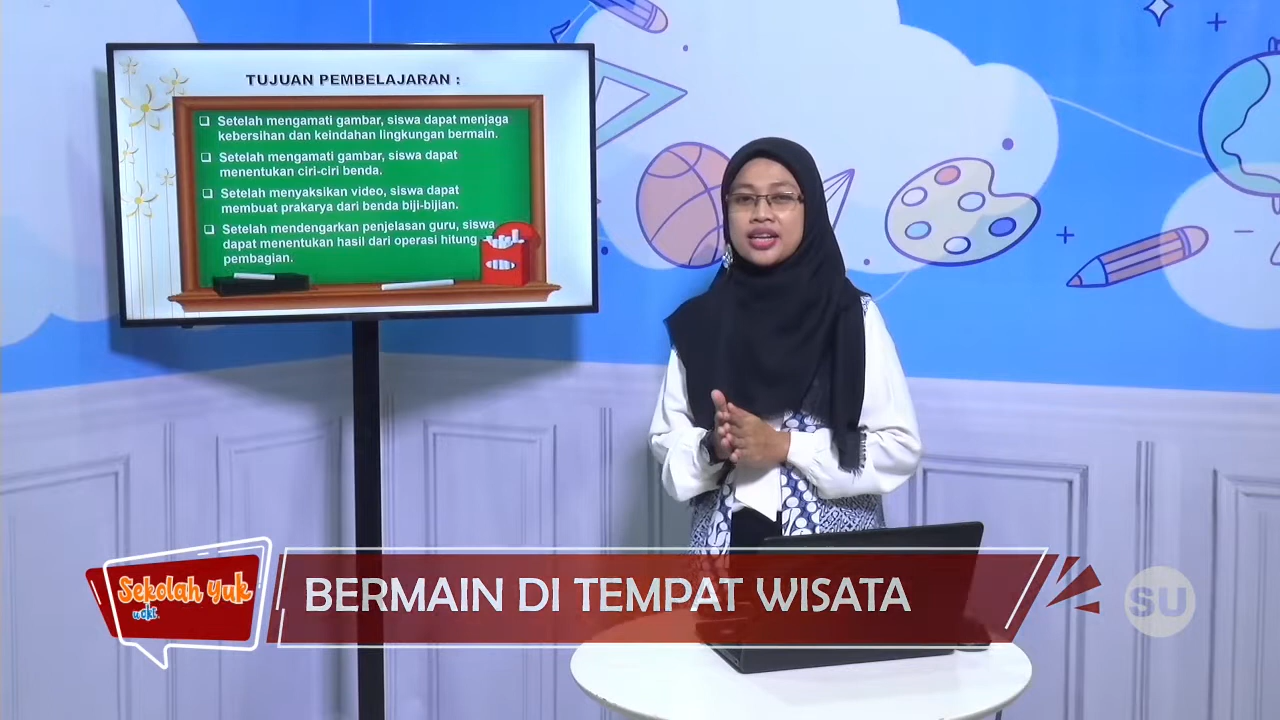 TUJUAN PEMBELAJARAN :
❑ Setelah mengamati gambar, siswa dapat menjaga
kebersihan dan keindahan lingkungan bermain.
❑ Setelah mengamati gambar, siswa dapat
menentukan ciri-ciri benda.
❑ Setelah menyaksikan video, siswa dapat
membuat prakarya dari benda biji-bijian.
❑ Setelah mendengarkan penjelasan guru, siswa
dapat menentukan hasil dari operasi hitung
pembagian.
Sekolah Yuk
BERMAIN DI TEMPAT WISATA
SU